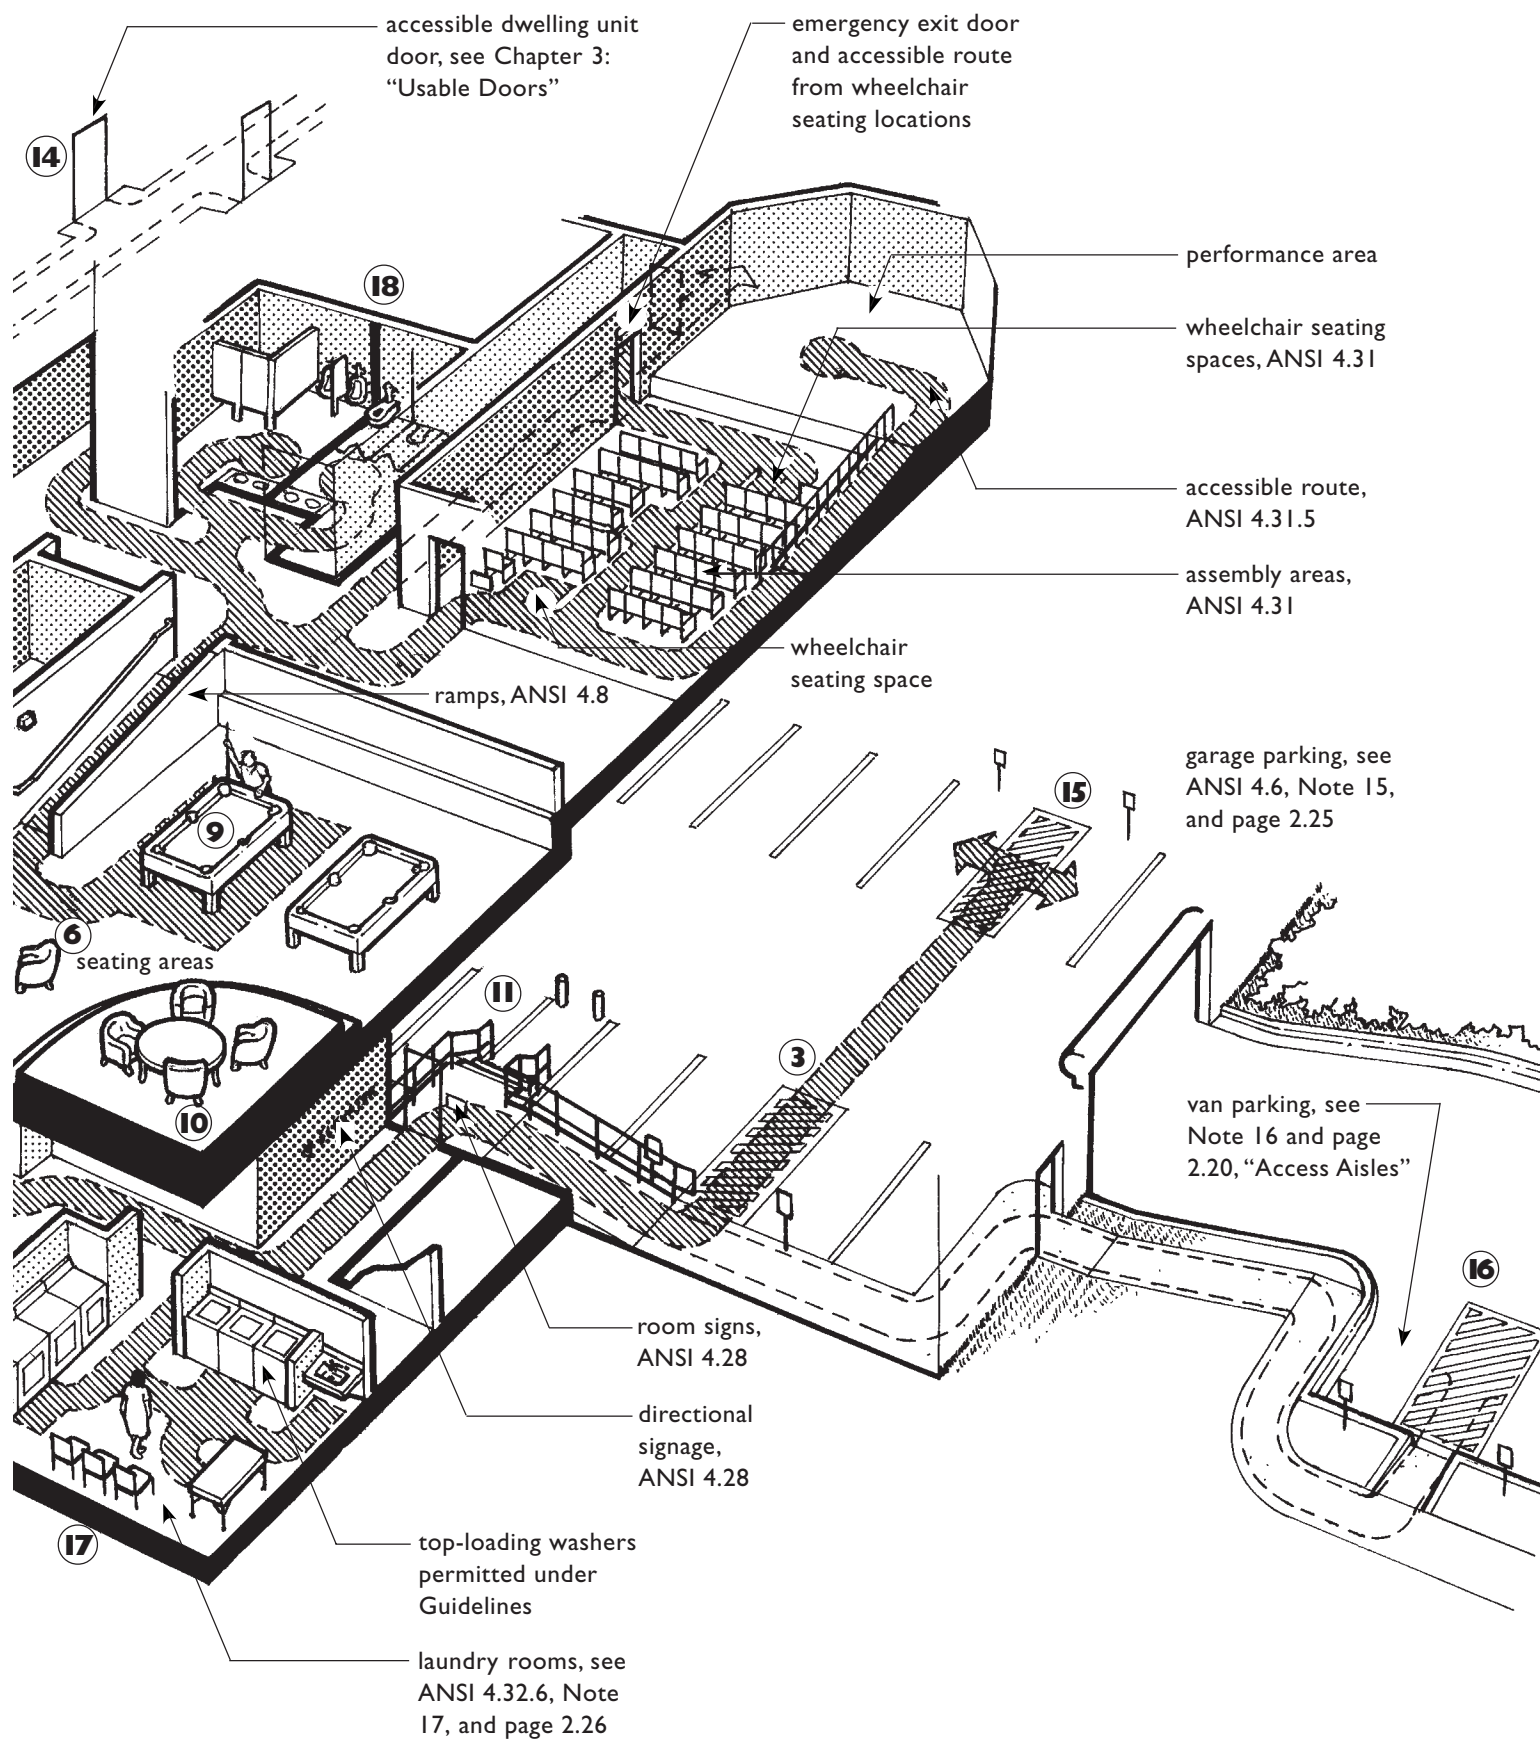 accessible dwelling unit
door, see Chapter 3:
“Usable Doors”
emergency exit door
and accessible route
from wheelchair
seating locations
14
18
performance area
wheelchair seating
spaces, ANSI 4.31
accessible route,
ANSI 4.31.5
assembly areas,
ANSI 4.31
wheelchair
seating space
ramps, ANSI 4.8
garage parking, see
ANSI 4.6, Note 15,
and page 2.25
15
9
6
seating areas
11
3
10
van parking, see
Note 16 and page
2.20, “Access Aisles”
16
room signs,
ANSI 4.28
directional
signage,
ANSI 4.28
17
top-loading washers
permitted under
Guidelines
laundry rooms, see
ANSI 4.32.6, Note
17, and page 2.26